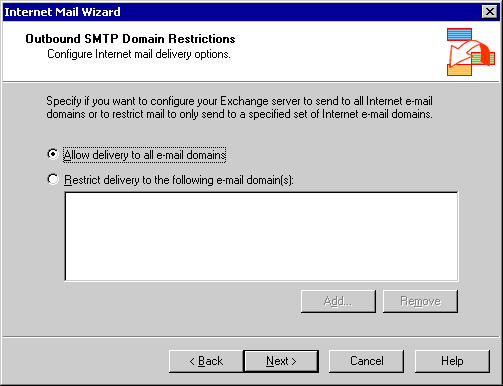 Internet Mail Wizard
Outbound SMTP Domain Restrictions
Configure Internet mail delivery options.
Specify if you want to configure your Exchange server to send to all Internet e-mail
domains or to restrict mail to only send to a specified set of Internet e-mail domains.
Allow delivery to all e-mail domains
Restrict delivery to the following e-mail domain(s):
Add... Remove
< Back Next > Cancel Help